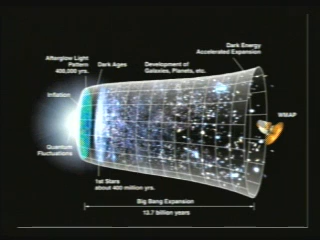 Dark Energy
Accelerated Expansion
Afterglow Light
Pattern
400,000 yrs.
Dark Ages
Development of
Galaxies, Planets, etc.
Inflation
WMAP
Quantum
Fluctuations
1st Stars
about 400 million yrs.
Big Bang Expansion
13.7 billion years